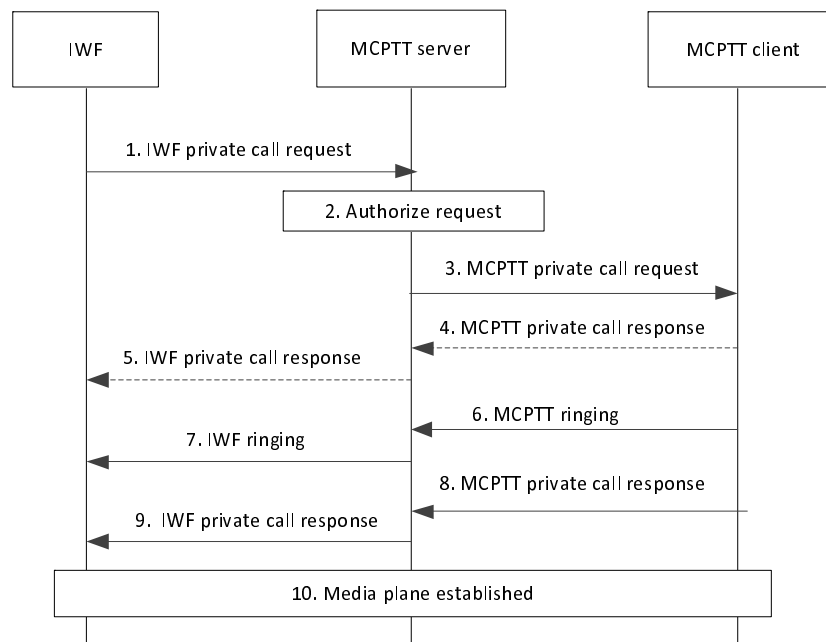 IWF
MCPTT server
MCPTT client
1. IWF private call request
2. Authorize request
3. MCPTT private call request
4. MCPTT private call response
5. IWF private call response
6. MCPTT ringing
7. IWF ringing
8. MCPTT private call response
9. IWF private call response
10. Media plane established